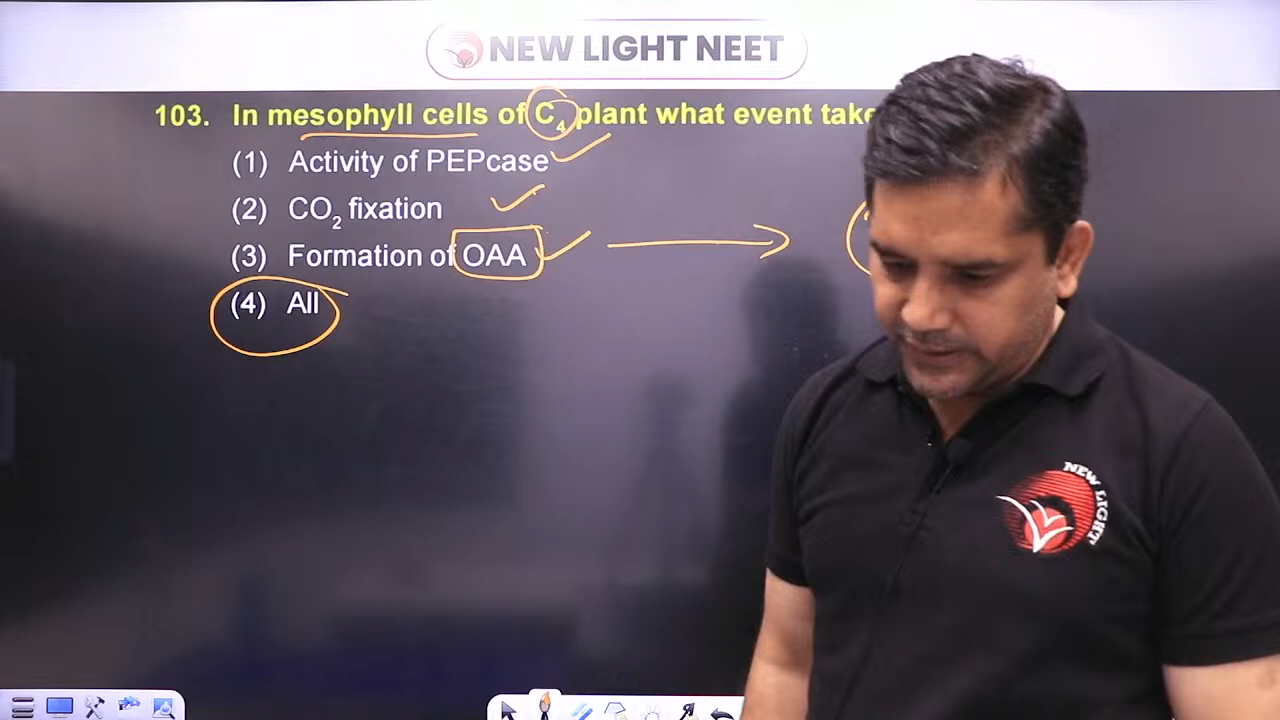 NEW LIGHT NEET
103. In mesophyll cells of C₄ plant what event take
(1) Activity of PEPcase
(2) CO₂ fixation
(3) Formation of OAA
(4) All
NEW LIGHT